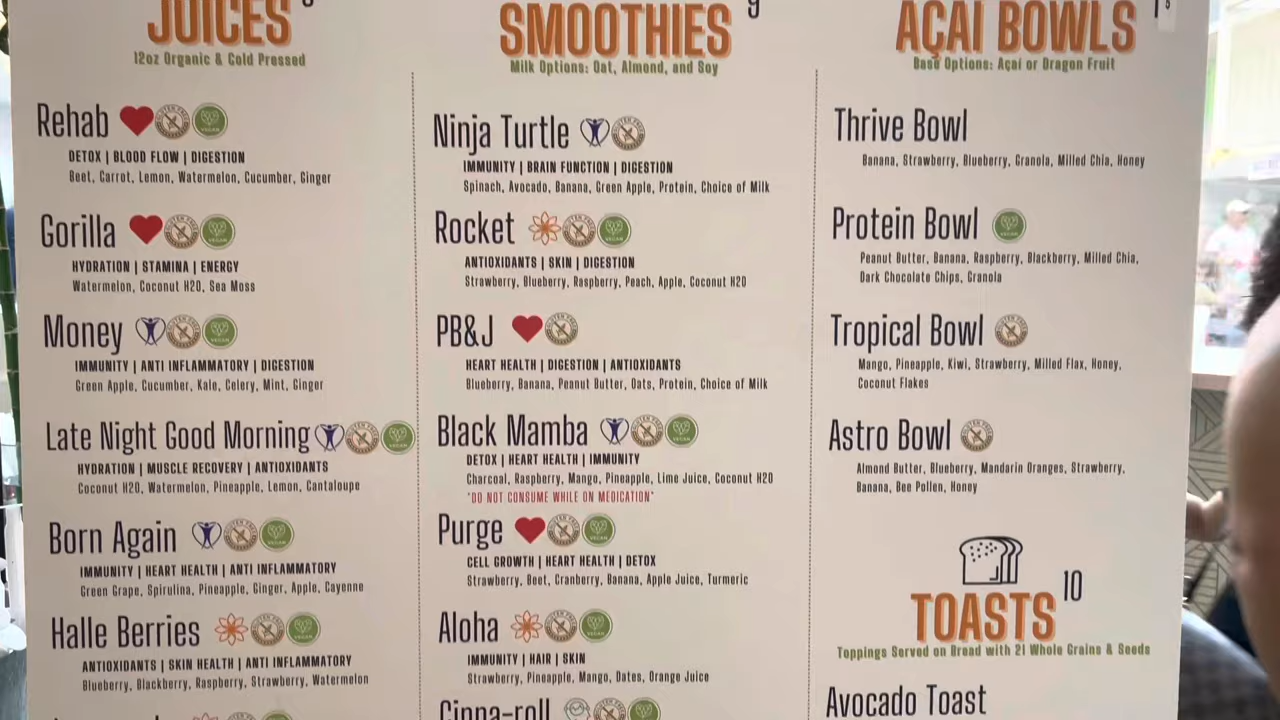 JUICES
12oz Organic & Cold Pressed
Rehab
DETOX | BLOOD FLOW | DIGESTION
Beet, Carrot, Lemon, Watermelon, Cucumber, Ginger
Gorilla
HYDRATION | STAMINA | ENERGY
Watermelon, Coconut H2O, Sea Moss
Money
IMMUNITY | ANTI INFLAMMATORY | DIGESTION
Green Apple, Cucumber, Kale, Celery, Mint, Ginger
Late Night Good Morning
HYDRATION | MUSCLE RECOVERY | ANTIOXIDANTS
Coconut H2O, Watermelon, Pineapple, Lemon, Cantaloupe
Born Again
IMMUNITY | HEART HEALTH | ANTI INFLAMMATORY
Green Grape, Spirulina, Pineapple, Ginger, Apple, Cayenne
Halle Berries
ANTIOXIDANTS | SKIN HEALTH | ANTI INFLAMMATORY
Blueberry, Blackberry, Raspberry, Strawberry, Watermelon
SMOOTHIES 9
Milk Options: Oat, Almond, and Soy
Ninja Turtle
IMMUNITY | BRAIN FUNCTION | DIGESTION
Spinach, Avocado, Banana, Green Apple, Protein, Choice of Milk
Rocket
ANTIOXIDANTS | SKIN | DIGESTION
Strawberry, Blueberry, Raspberry, Peach, Apple, Coconut H2O
PB&J
HEART HEALTH | DIGESTION | ANTIOXIDANTS
Blueberry, Banana, Peanut Butter, Oats, Protein, Choice of Milk
Black Mamba
DETOX | HEART HEALTH | IMMUNITY
Charcoal, Raspberry, Mango, Pineapple, Lime Juice, Coconut H2O
"DO NOT CONSUME WHILE ON MEDICATION"
Purge
CELL GROWTH | HEART HEALTH | DETOX
Strawberry, Beet, Cranberry, Banana, Apple Juice, Turmeric
Aloha
IMMUNITY | HAIR | SKIN
Strawberry, Pineapple, Mango, Dates, Orange Juice
Cinna-roll
AÇAI BOWLS
Base Options: Açaí or Dragon Fruit
Thrive Bowl
Banana, Strawberry, Blueberry, Granola, Milled Chia, Honey
Protein Bowl
Peanut Butter, Banana, Raspberry, Blackberry, Milled Chia,
Dark Chocolate Chips, Granola
Tropical Bowl
Mango, Pineapple, Kiwi, Strawberry, Milled Flax, Honey,
Coconut Flakes
Astro Bowl
Almond Butter, Blueberry, Mandarin Oranges, Strawberry,
Banana, Bee Pollen, Honey
TOASTS 10
Toppings Served on Bread with 21 Whole Grains & Seeds
Avocado Toast